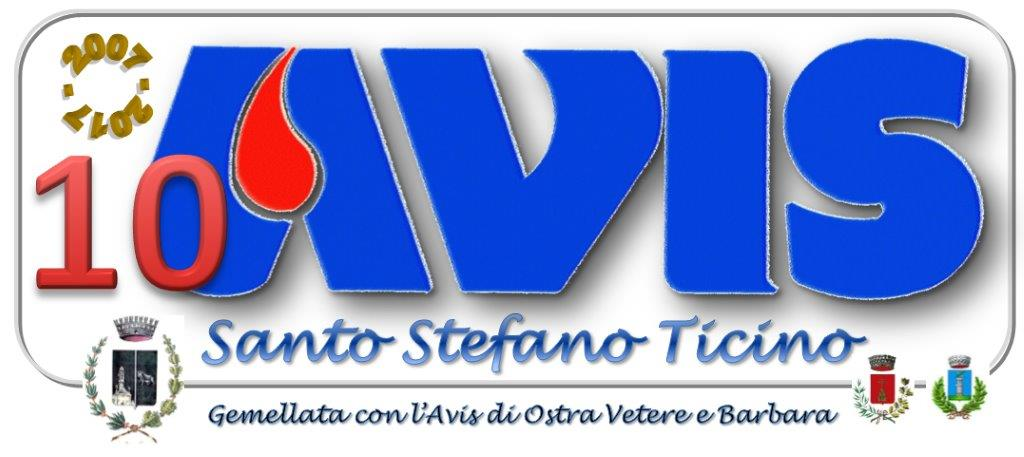 2007 - 2017
10
AVIS
Santo Stefano Ticino
Gemellata con l'Avis di Ostra Vetere e Barbara